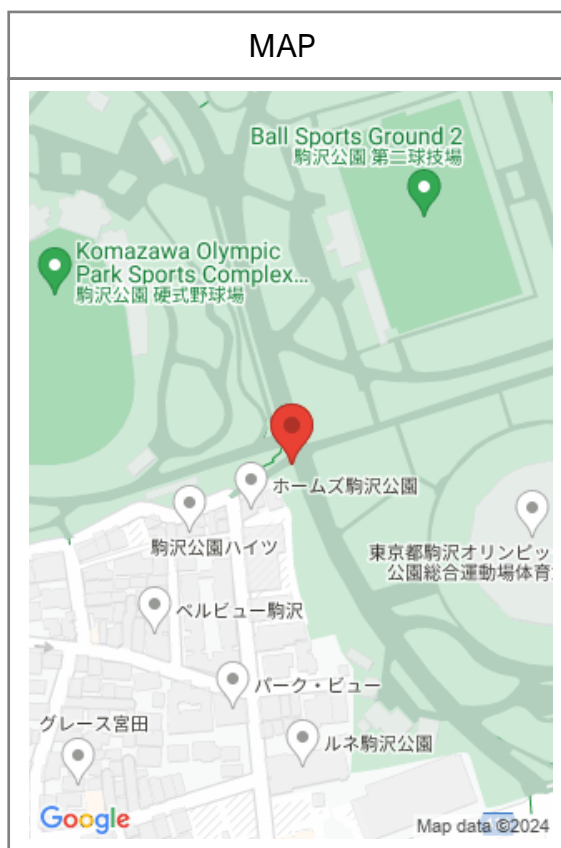 MAP
Ball Sports Ground 2
駒沢公園 第二球技場
Komazawa Olympic
Park Sports Complex...
駒沢公園 硬式野球場
ホームズ駒沢公園
駒沢公園ハイツ
東京都駒沢オリンピッ
公園総合運動場体育
ベルビュー駒沢
パーク・ビュー
グレース宮田
ルネ駒沢公園
Google
Map data ©2024